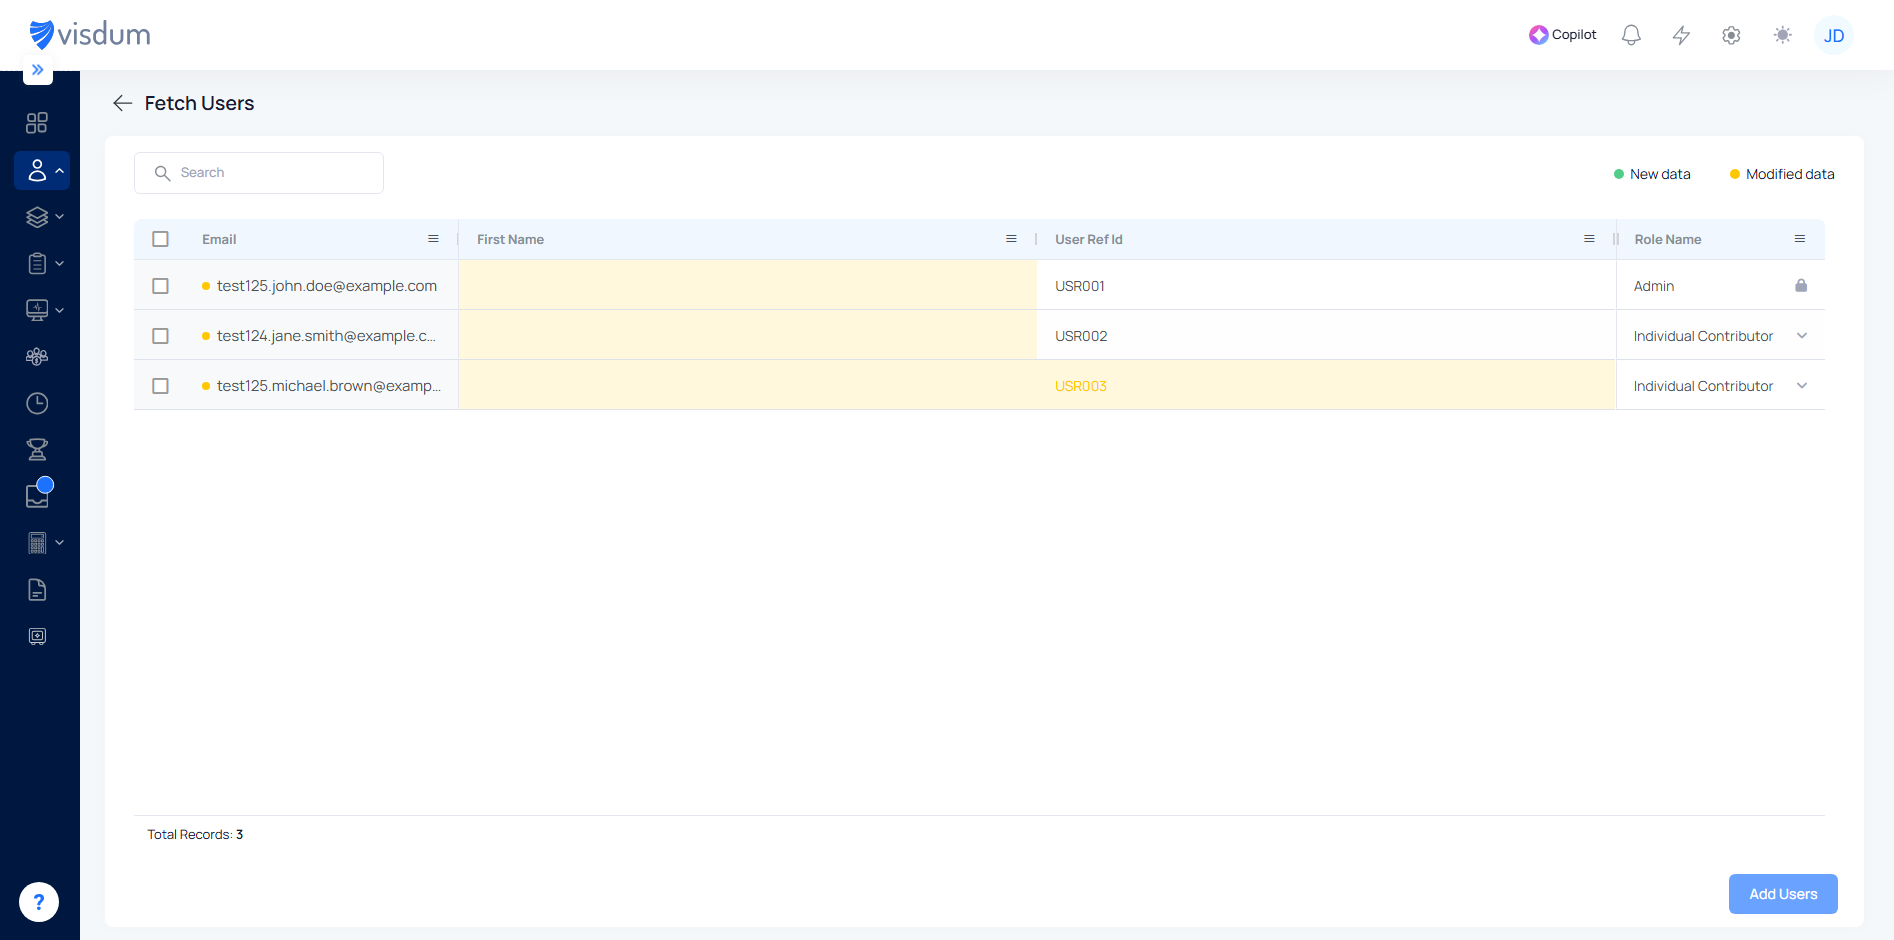 visdum
Copilot
JD
Fetch Users
Search
New data
Modified data
Email
First Name
User Ref Id
Role Name
test125.john.doe@example.com
USR001
Admin
test124.jane.smith@example.c...
USR002
Individual Contributor
test125.michael.brown@examp...
USR003
Individual Contributor
Total Records: 3
?
Add Users